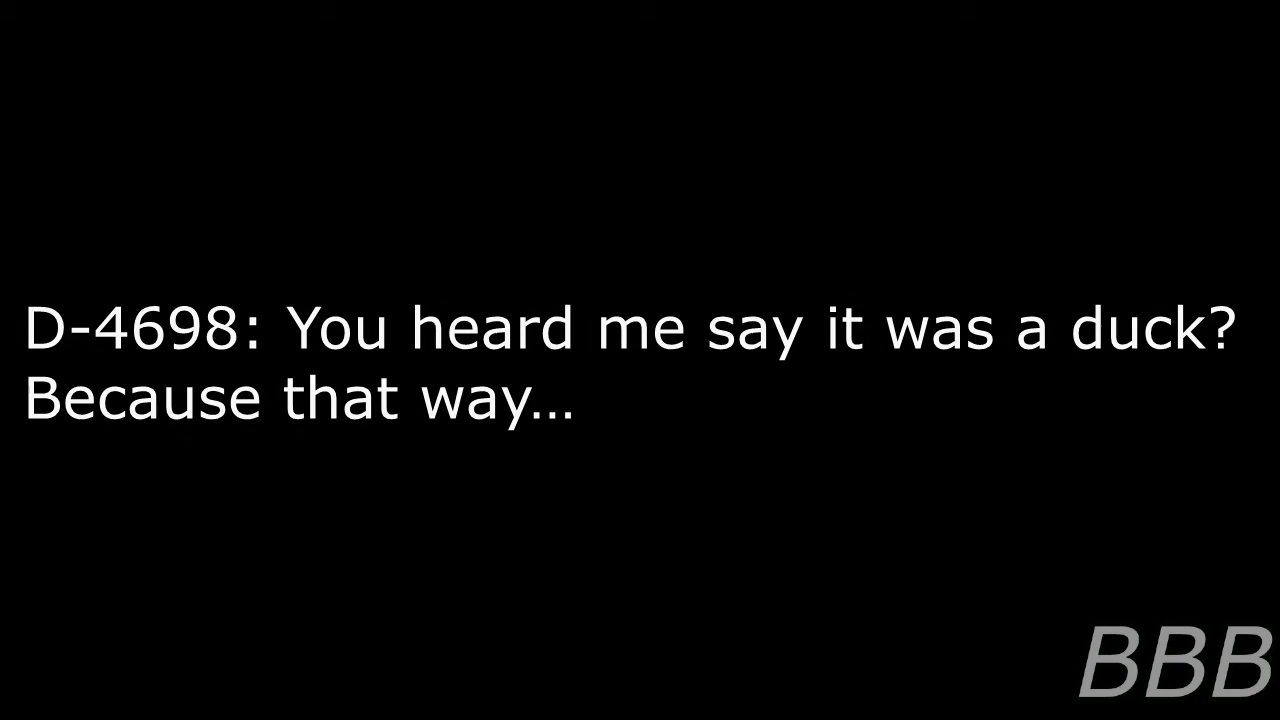 D-4698: You heard me say it was a duck?
Because that way…
BBB